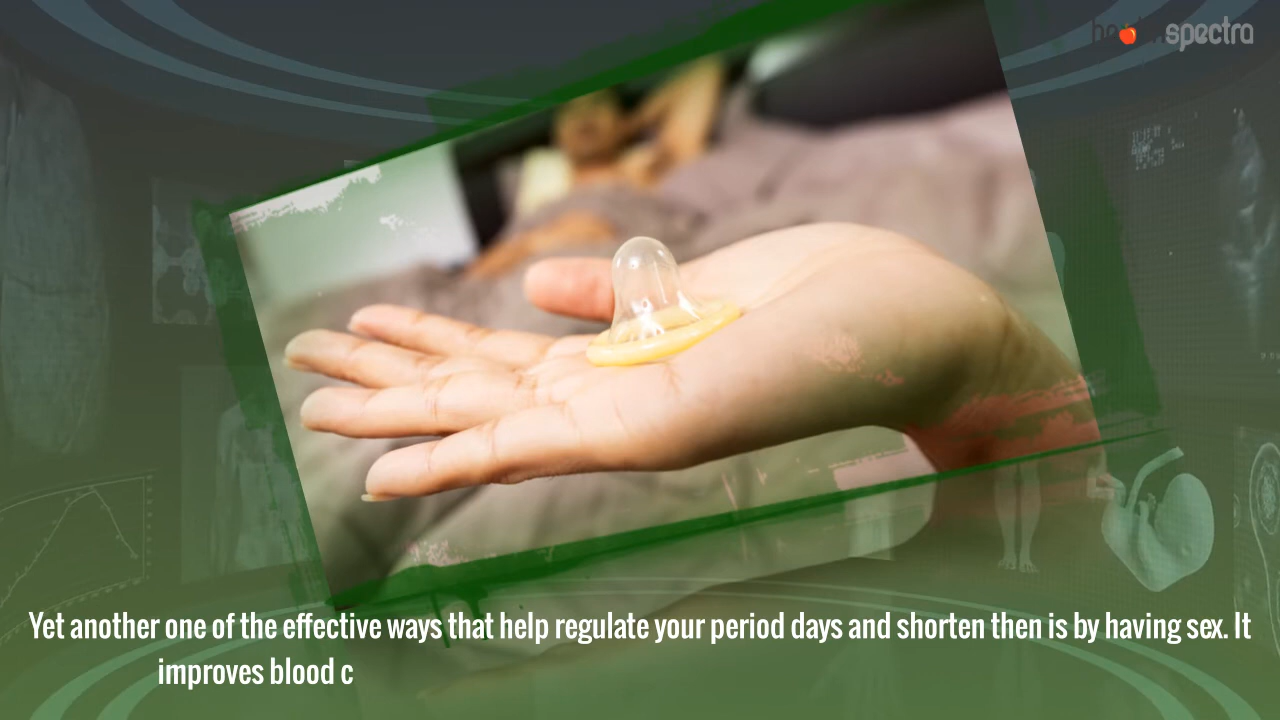 spectra
Yet another one of the effective ways that help regulate your period days and shorten then is by having sex. It
improves blood c